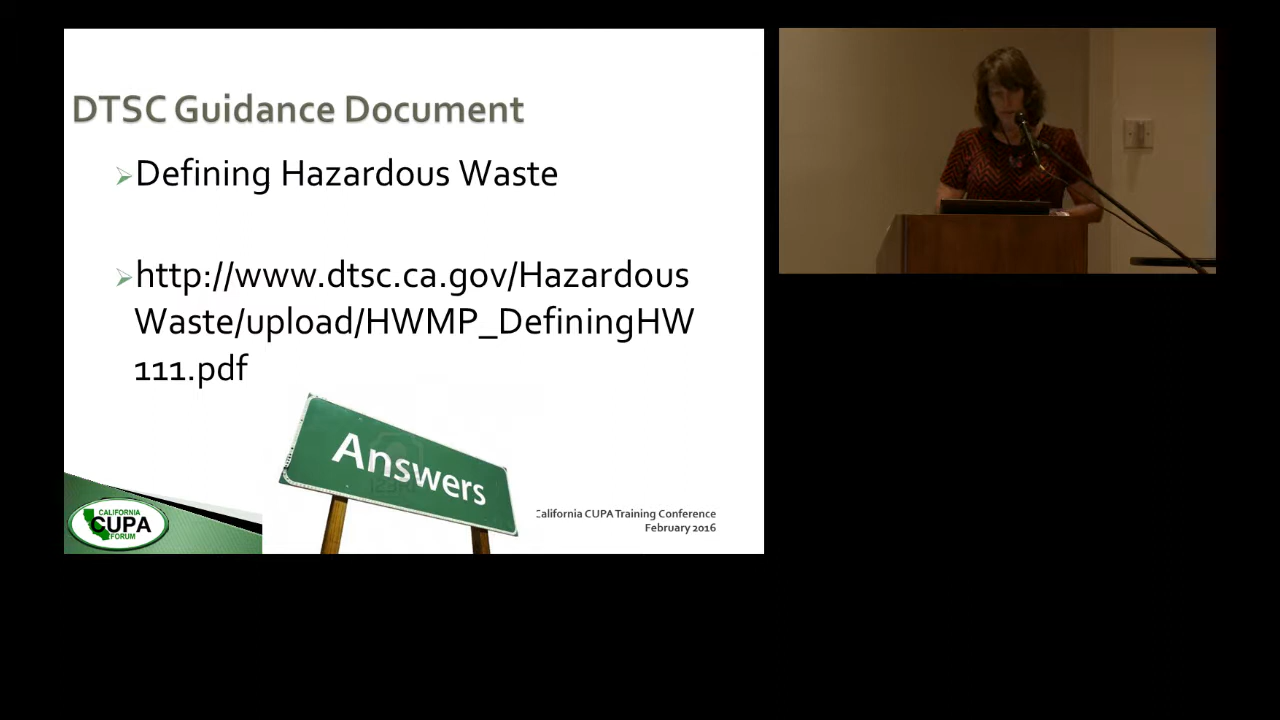 DTSC Guidance Document
Defining Hazardous Waste
http://www.dtsc.ca.gov/Hazardous
Waste/upload/HWMP_DefiningHW
111.pdf
Answers
CALIFORNIA
CUPA
FORUM
California CUPA Training Conference
February 2016